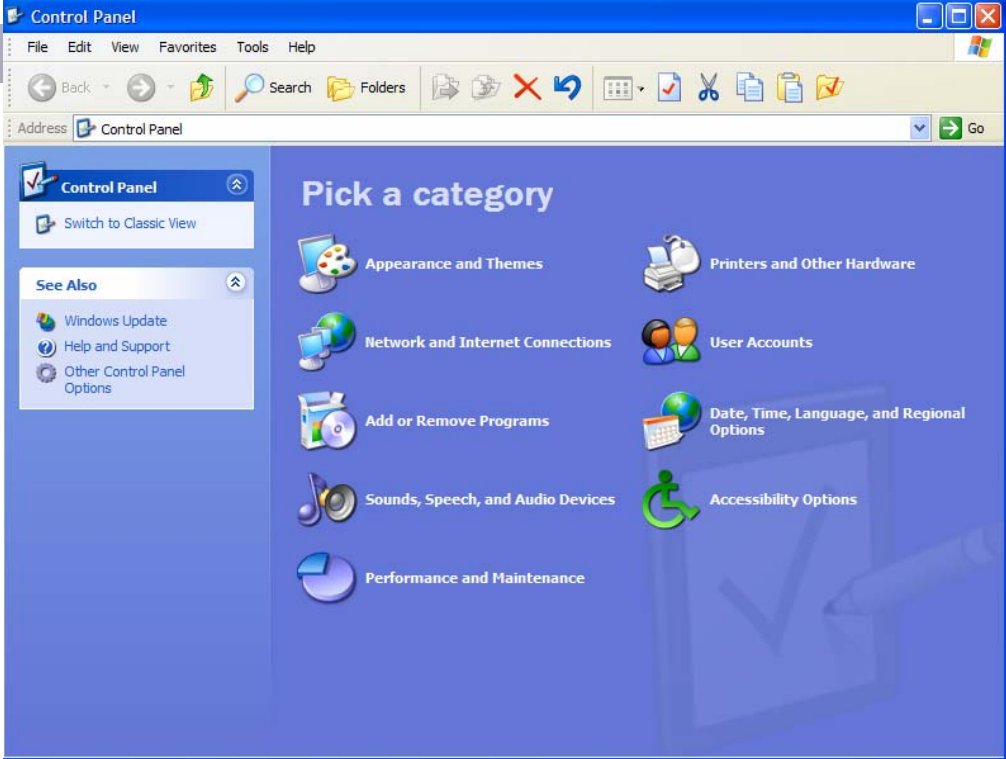 Control Panel
File Edit View Favorites Tools Help
Back Search Folders
Address Control Panel Go
Control Panel
Switch to Classic View
See Also
Windows Update
Help and Support
Other Control Panel
Options
Pick a category
Appearance and Themes
Printers and Other Hardware
Network and Internet Connections
User Accounts
Add or Remove Programs
Date, Time, Language, and Regional
Options
Sounds, Speech, and Audio Devices
Accessibility Options
Performance and Maintenance